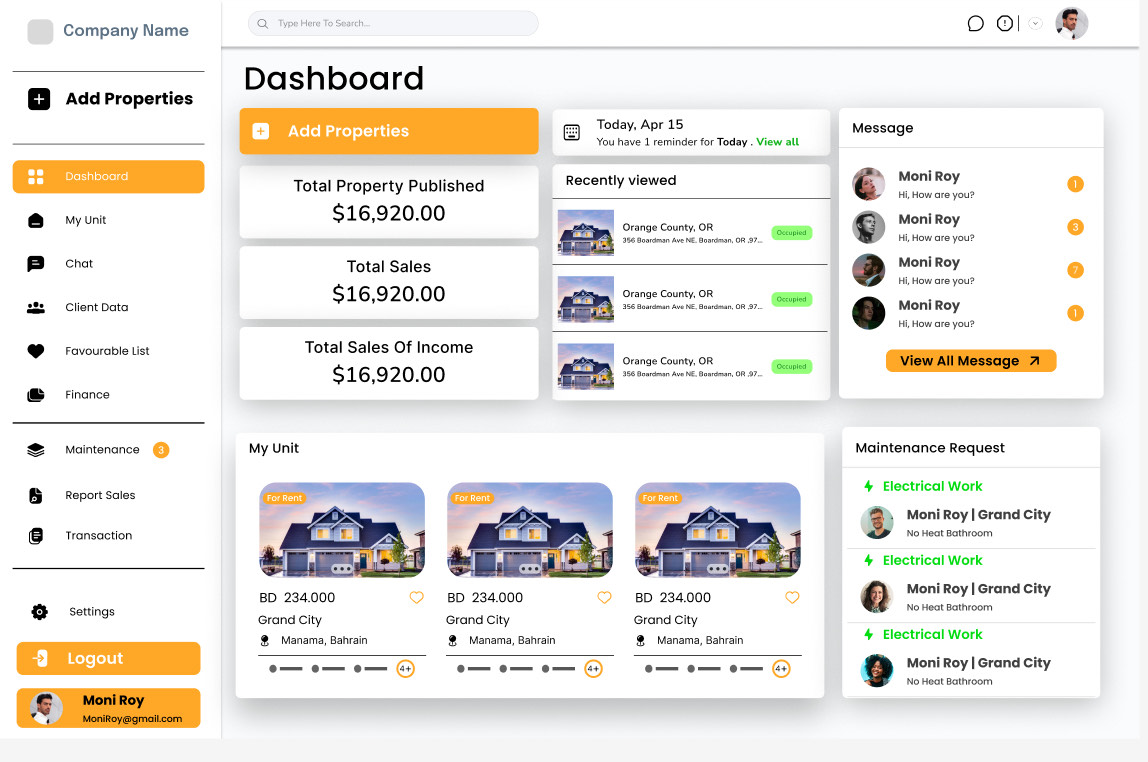 Company Name
Type Here To Search...
Add Properties
Dashboard
My Unit
Chat
Client Data
Favourable List
Finance
Maintenance 3
Report Sales
Transaction
Settings
Logout
Moni Roy
MoniRoy@gmail.com
Dashboard
Add Properties
Total Property Published
$16,920.00
Total Sales
$16,920.00
Total Sales Of Income
$16,920.00
Today, Apr 15
You have 1 reminder for Today . View all
Recently viewed
Orange County, OR
356 Boardman Ave NE, Boardman, OR ,97...
Occupied
Orange County, OR
356 Boardman Ave NE, Boardman, OR ,97...
Occupied
Orange County, OR
356 Boardman Ave NE, Boardman, OR ,97...
Occupied
Message
Moni Roy
Hi, How are you?
1
Moni Roy
Hi, How are you?
3
Moni Roy
Hi, How are you?
7
Moni Roy
Hi, How are you?
1
View All Message
My Unit
For Rent
BD 234.000
Grand City
Manama, Bahrain
4+
For Rent
BD 234.000
Grand City
Manama, Bahrain
4+
For Rent
BD 234.000
Grand City
Manama, Bahrain
4+
Maintenance Request
Electrical Work
Moni Roy | Grand City
No Heat Bathroom
Electrical Work
Moni Roy | Grand City
No Heat Bathroom
Electrical Work
Moni Roy | Grand City
No Heat Bathroom